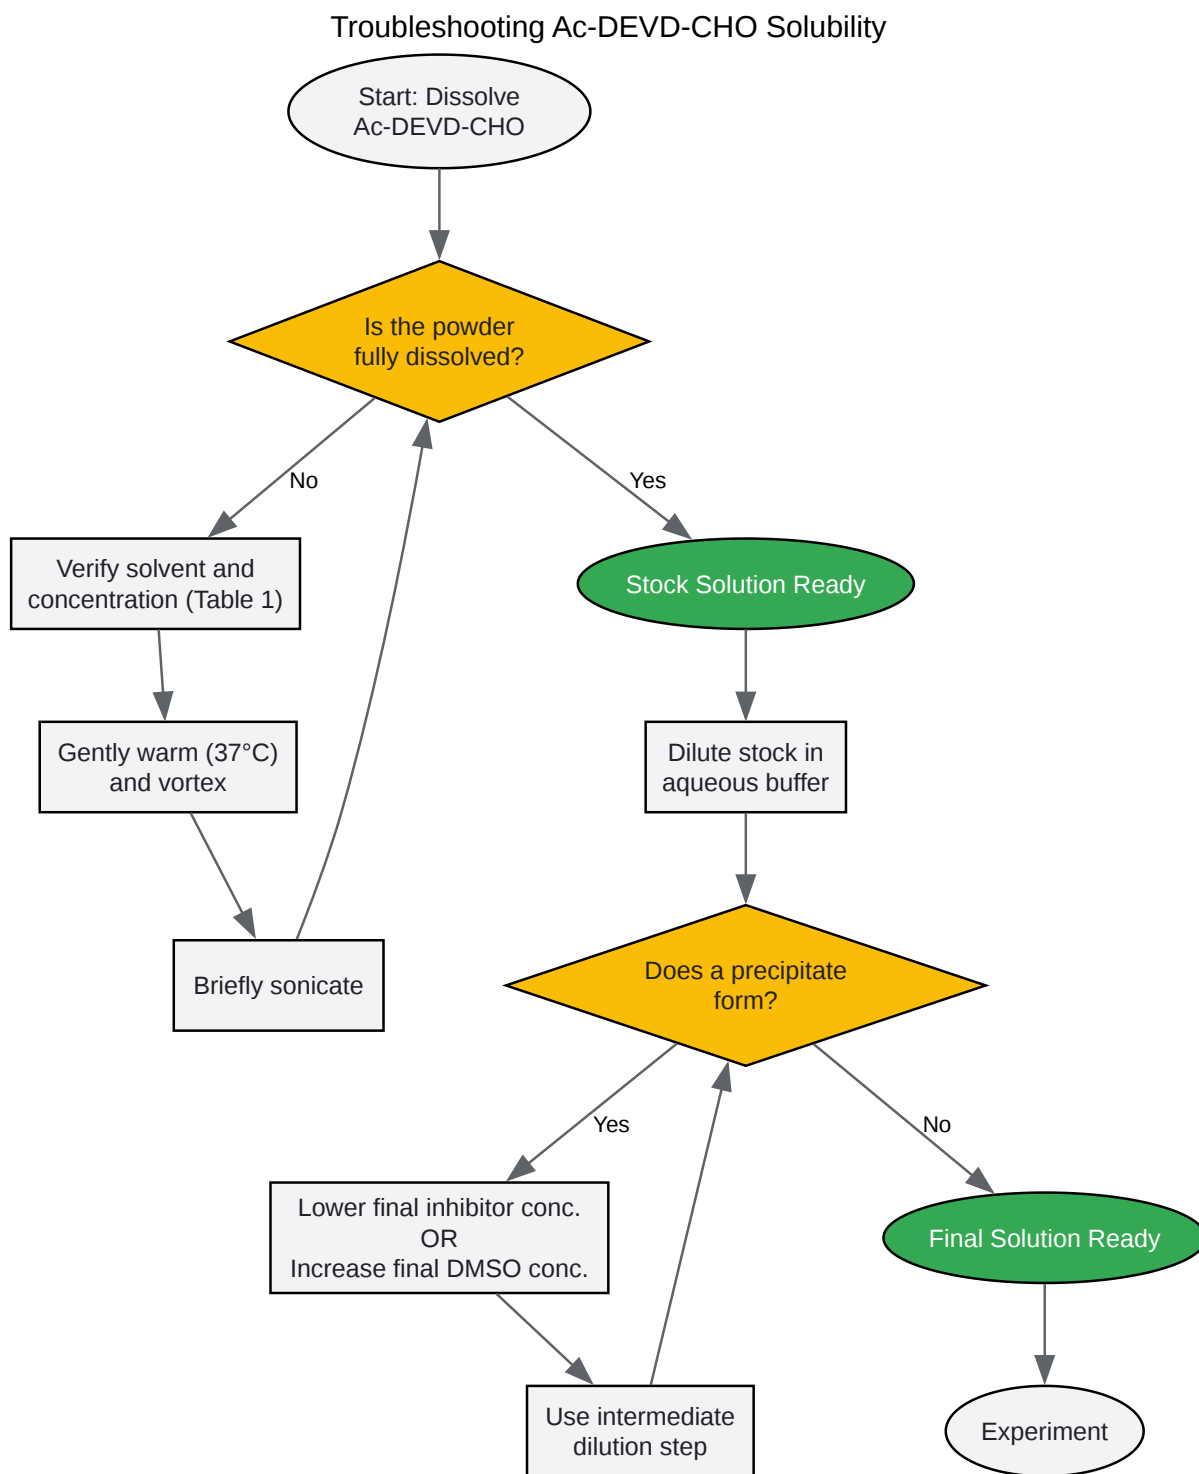 Troubleshooting Ac-DEVD-CHO Solubility
Start: Dissolve
Ac-DEVD-CHO
Is the powder
fully dissolved?
No
Yes
Verify solvent and
concentration (Table 1)
Stock Solution Ready
Gently warm (37°C)
and vortex
Dilute stock in
aqueous buffer
Briefly sonicate
Does a precipitate
form?
Yes
No
Lower final inhibitor conc.
OR
Increase final DMSO conc.
Final Solution Ready
Use intermediate
dilution step
Experiment